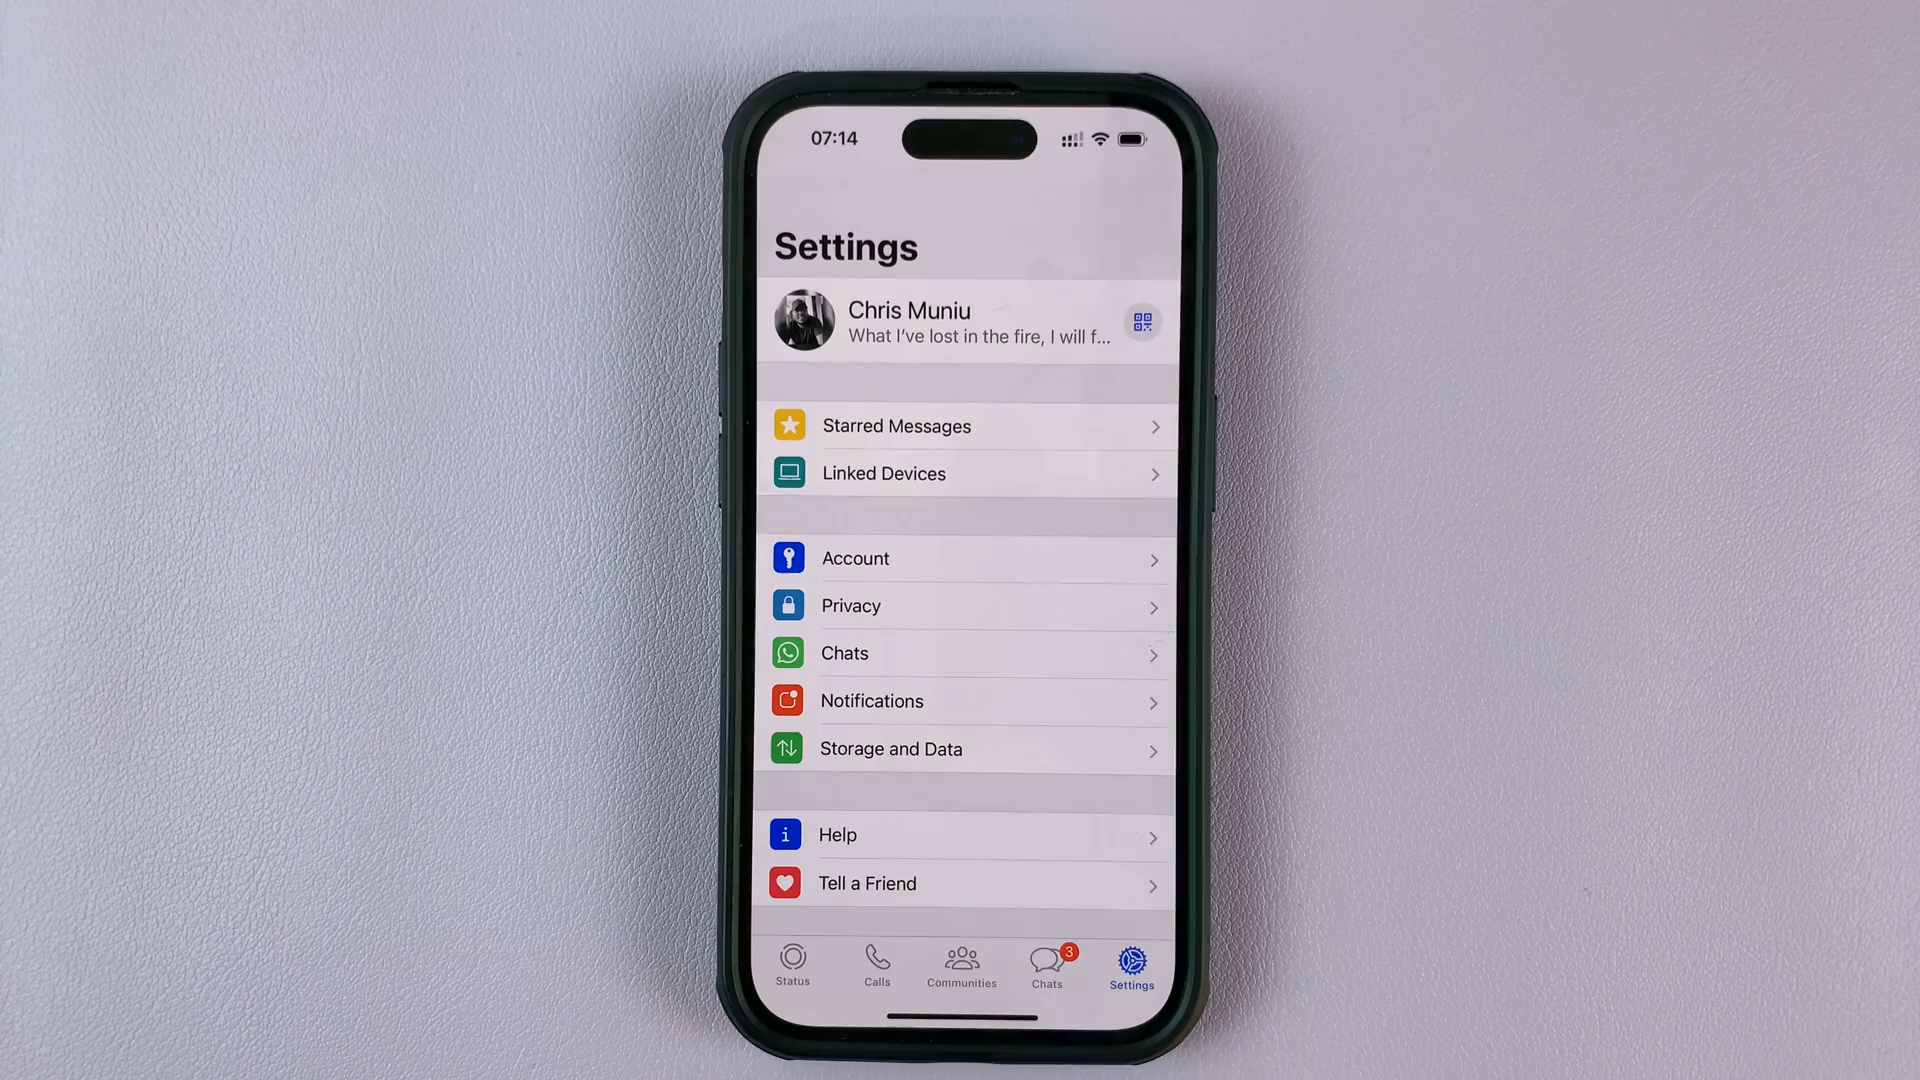 07:14
Settings
Chris Muniu
What I've lost in the fire, I will f...
Starred Messages
Linked Devices
Account
Privacy
Chats
Notifications
Storage and Data
Help
Tell a Friend
3
Status
Calls
Communities
Chats
Settings